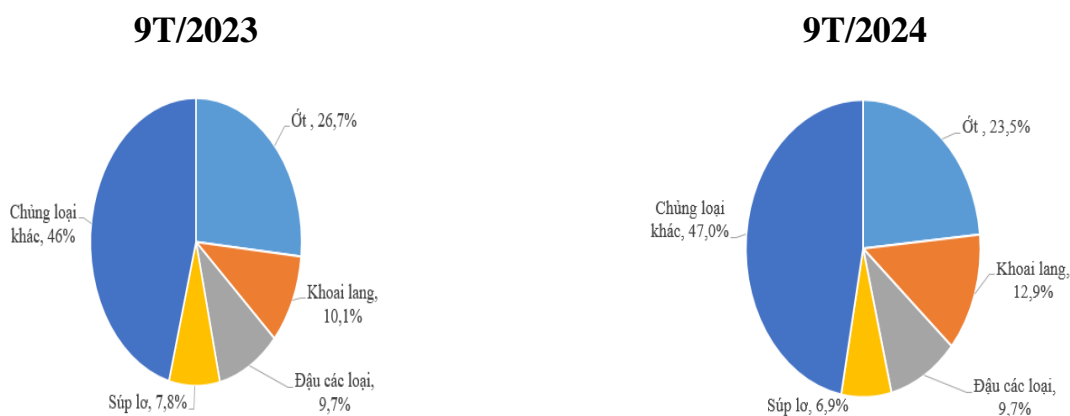 9T/2023
Ớt , 26,7%
Khoai lang,
10,1%
Đậu các loại,
9,7%
Súp lơ, 7,8%
Chủng loại
khác, 46%
9T/2024
Ớt , 23,5%
Khoai lang,
12,9%
Đậu các loại,
9,7%
Súp lơ, 6,9%
Chủng loại
khác, 47,0%